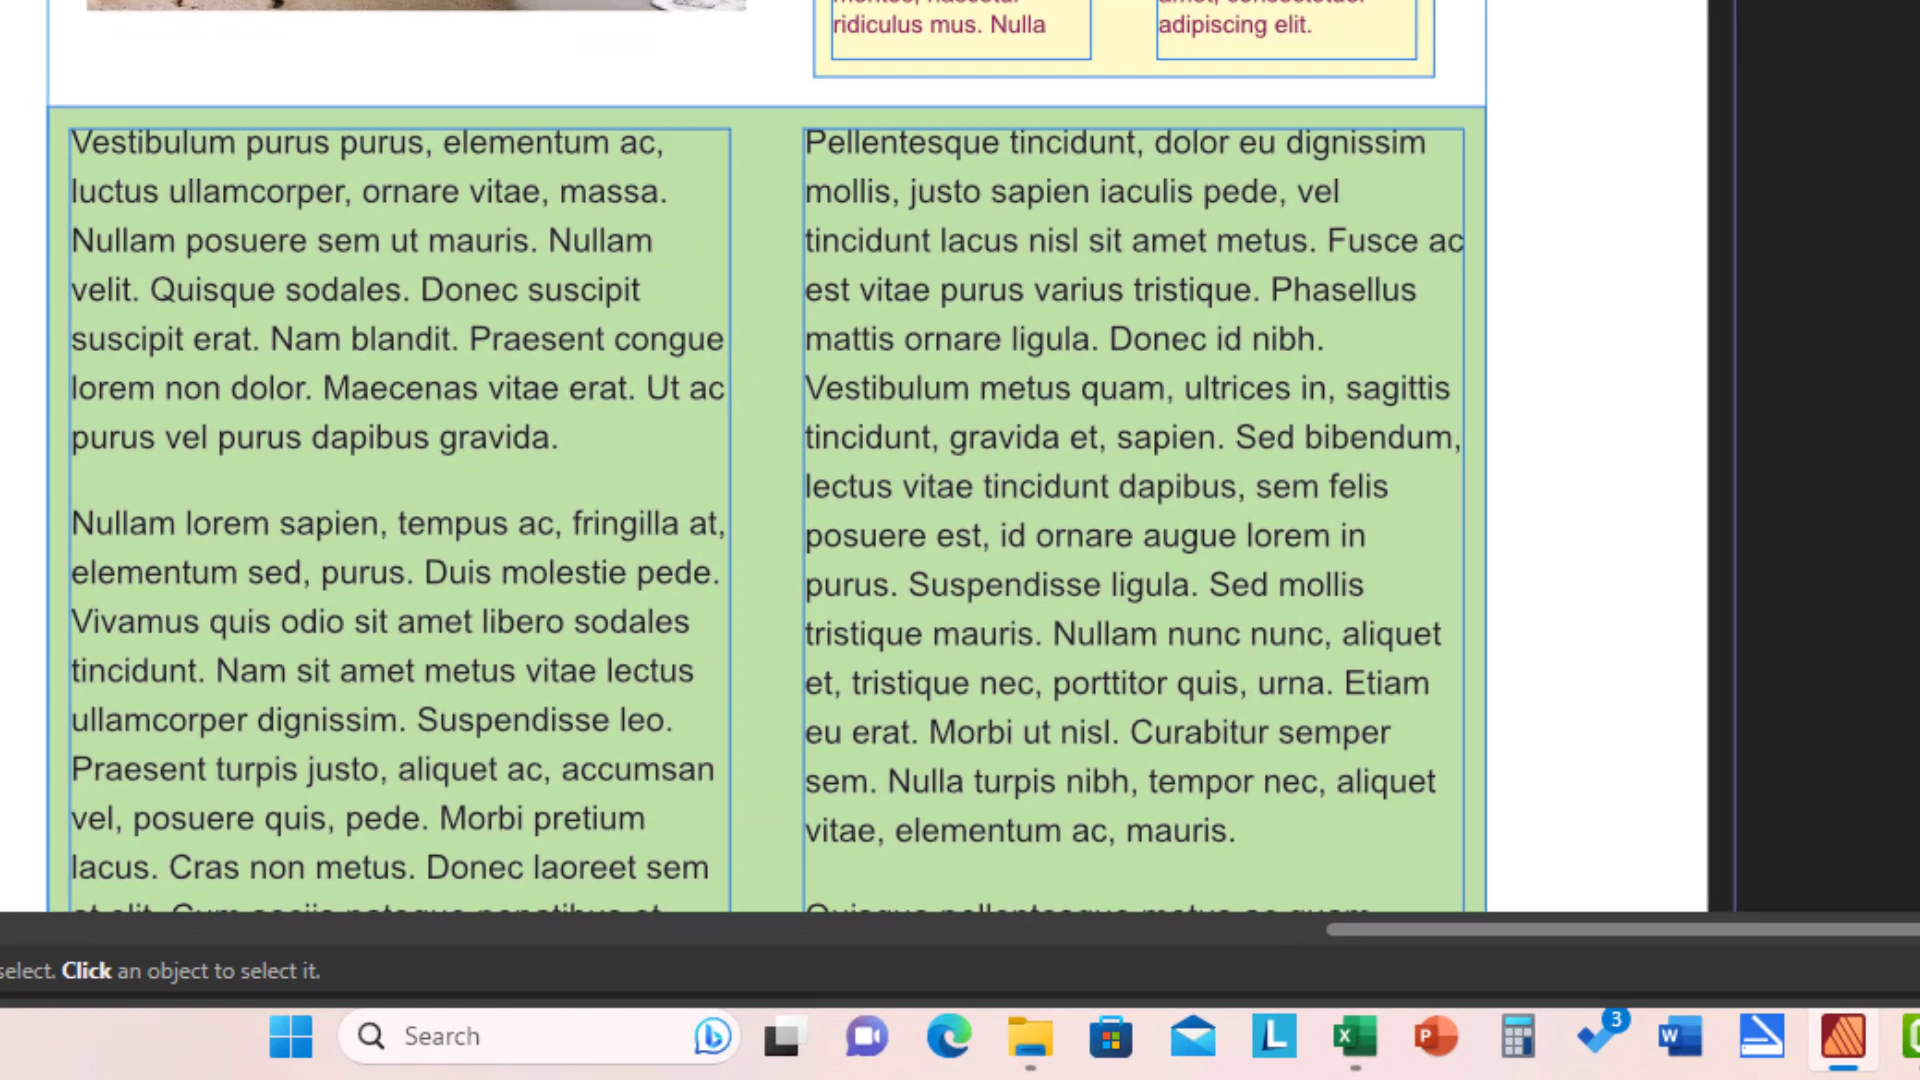 ridiculus mus. Nulla
adipiscing elit.
Vestibulum purus purus, elementum ac,
luctus ullamcorper, ornare vitae, massa.
Nullam posuere sem ut mauris. Nullam
velit. Quisque sodales. Donec suscipit
suscipit erat. Nam blandit. Praesent congue
lorem non dolor. Maecenas vitae erat. Ut ac
purus vel purus dapibus gravida.
Nullam lorem sapien, tempus ac, fringilla at,
elementum sed, purus. Duis molestie pede.
Vivamus quis odio sit amet libero sodales
tincidunt. Nam sit amet metus vitae lectus
ullamcorper dignissim. Suspendisse leo.
Praesent turpis justo, aliquet ac, accumsan
vel, posuere quis, pede. Morbi pretium
lacus. Cras non metus. Donec laoreet sem
Pellentesque tincidunt, dolor eu dignissim
mollis, justo sapien iaculis pede, vel
tincidunt lacus nisl sit amet metus. Fusce ac
est vitae purus varius tristique. Phasellus
mattis ornare ligula. Donec id nibh.
Vestibulum metus quam, ultrices in, sagittis
tincidunt, gravida et, sapien. Sed bibendum,
lectus vitae tincidunt dapibus, sem felis
posuere est, id ornare augue lorem in
purus. Suspendisse ligula. Sed mollis
tristique mauris. Nullam nunc nunc, aliquet
et, tristique nec, porttitor quis, urna. Etiam
eu erat. Morbi ut nisl. Curabitur semper
sem. Nulla turpis nibh, tempor nec, aliquet
vitae, elementum ac, mauris.
select. Click an object to select it.
Search
3